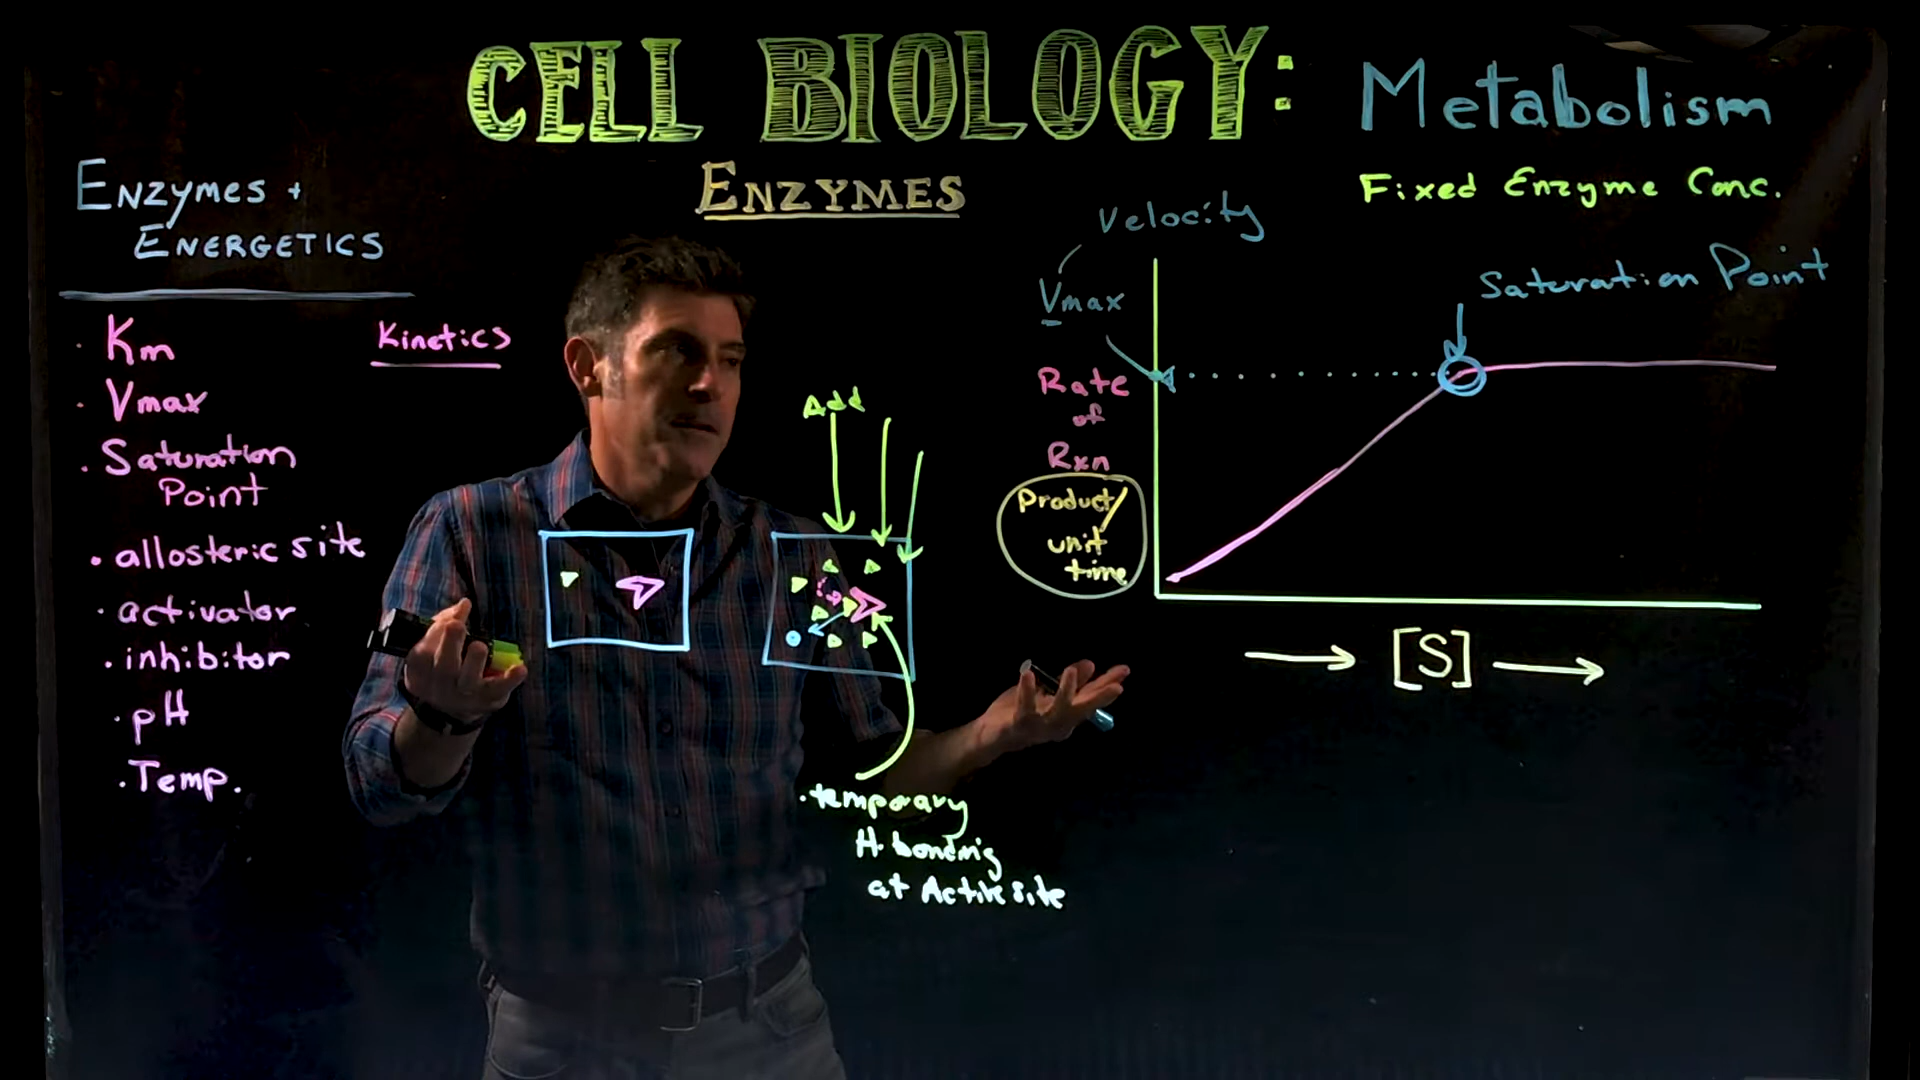 CELL BIOLOGY: Metabolism
Enzymes +
Energetics
Enzymes
Fixed Enzyme Conc.
Velocity
Vmax
Saturation Point
· Km
Kinetics
· Vmax
· Saturation
Point
· allosteric site
· activator
· inhibitor
· pH
· Temp.
Add
Rate
of
Rxn
Product/
unit
time
→ [S] →
· temporary
H-bonding
at Active site